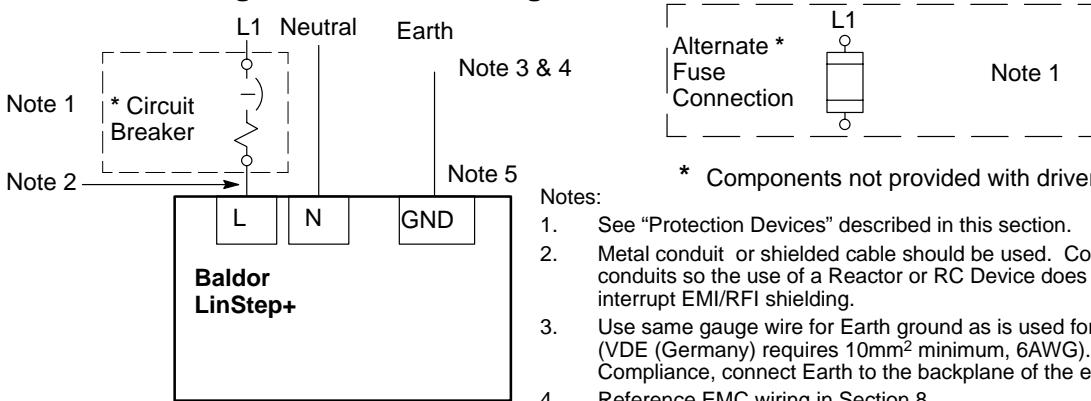 L1 Neutral Earth
Note 3 & 4
Note 1
* Circuit
Breaker
Note 2
Note 5
L N GND
Baldor
LinStep+
L1
Alternate *
Fuse
Connection
Note 1
* Components not provided with driver
Notes:
1. See “Protection Devices” described in this section.
2. Metal conduit or shielded cable should be used. Co
conduits so the use of a Reactor or RC Device does
interrupt EMI/RFI shielding.
3. Use same gauge wire for Earth ground as is used for
(VDE (Germany) requires 10mm² minimum, 6AWG).
Compliance, connect Earth to the backplane of the e
4. Reference EMC wiring in Section 8